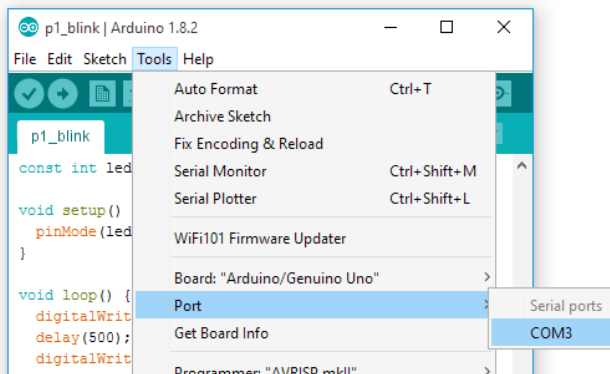 p1_blink | Arduino 1.8.2
File Edit Sketch Tools Help
Auto Format Ctrl+T
Archive Sketch
p1_blink
Fix Encoding & Reload
const int led
Serial Monitor Ctrl+Shift+M
Serial Plotter Ctrl+Shift+L
void setup()
pinMode(led
WiFi101 Firmware Updater
}
Board: "Arduino/Genuino Uno"
void loop() {
Port
Serial ports
digitalWrit
Get Board Info
COM3
delay(500);
digitalWrit
Programmer: "AVRISP mkII"